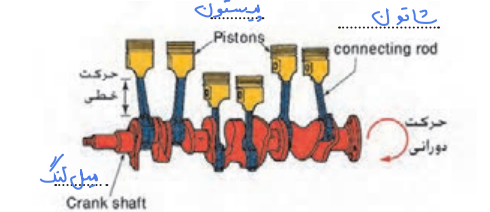 پیستون
شاتون
Pistons
connecting rod
حرکت
خطی
حرکت
دورانی
میل لنگ
Crank shaft